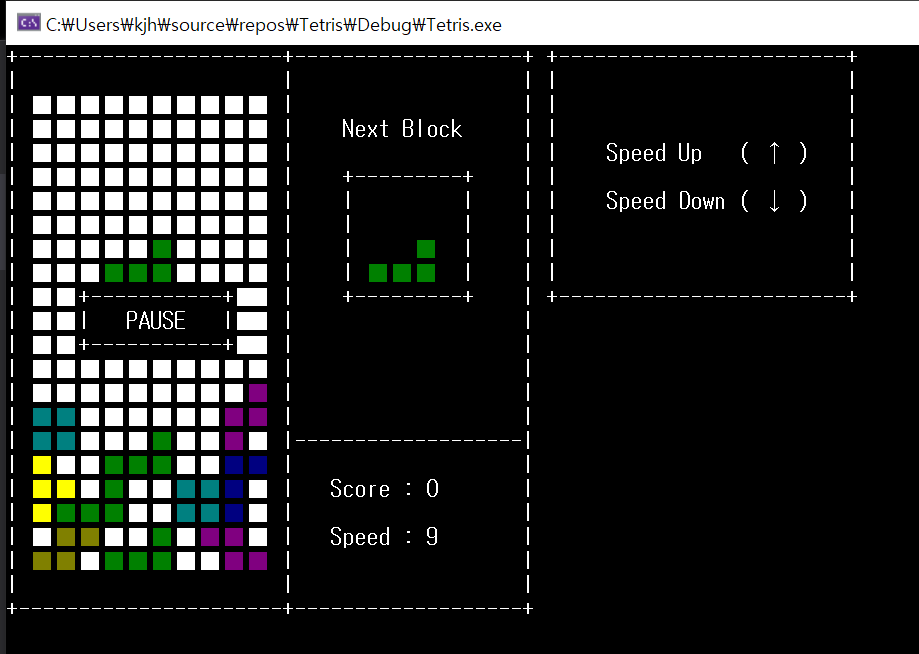 C:₩Users₩kjh₩source₩repos₩Tetris₩Debug₩Tetris.exe
Next Block
Speed Up ( ↑ )
Speed Down ( ↓ )
PAUSE
Score : 0
Speed : 9